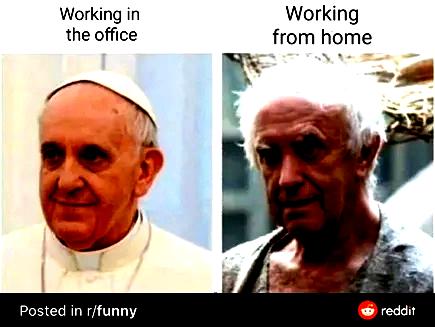 Working in
the office
Working
from home
Posted in r/funny
reddit